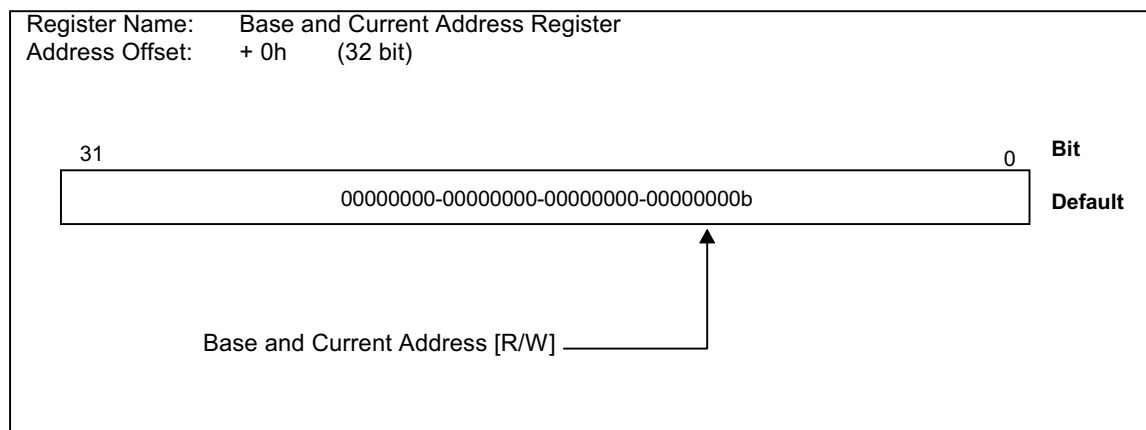 Register Name: Base and Current Address Register
Address Offset: + 0h (32 bit)
31 0 Bit
00000000-00000000-00000000-00000000b Default
Base and Current Address [R/W]